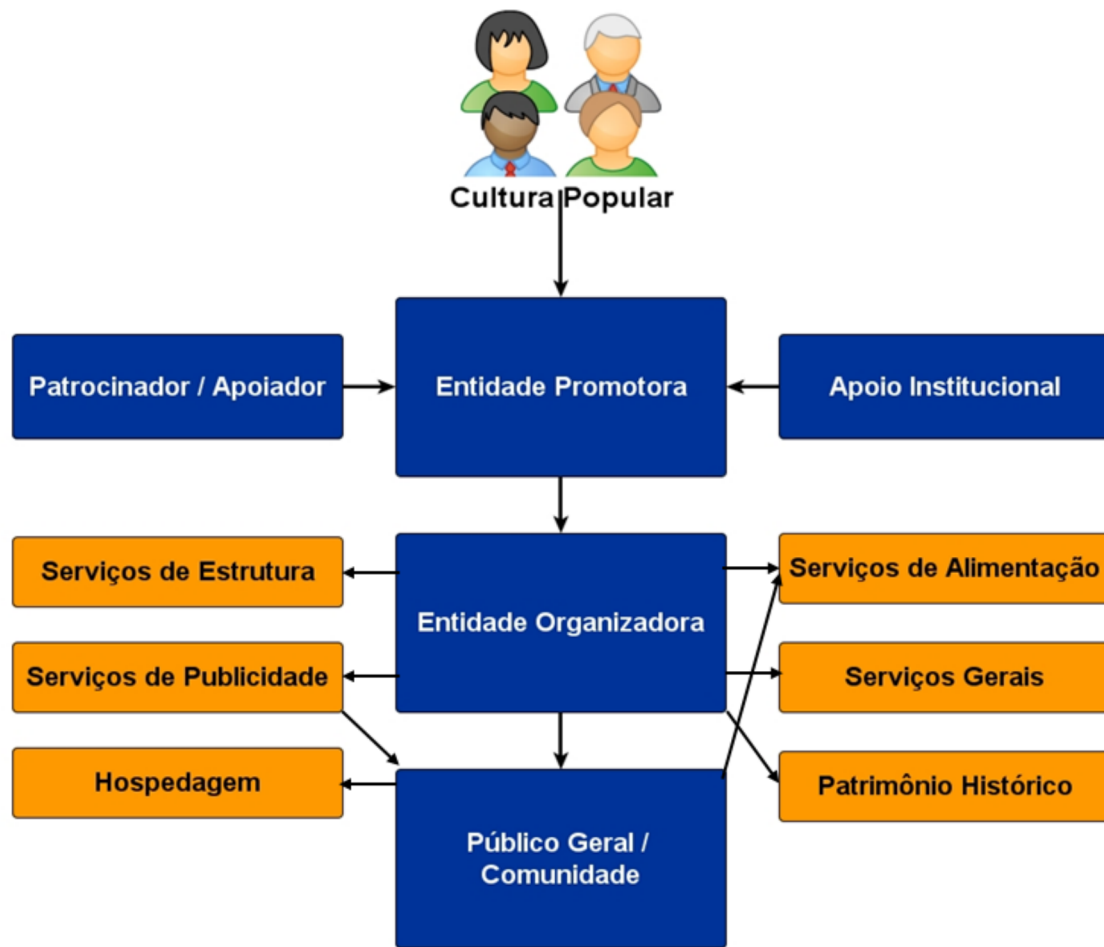 Cultura Popular
Patrocinador / Apoiador
Entidade Promotora
Apoio Institucional
Serviços de Estrutura
Entidade Organizadora
Serviços de Alimentação
Serviços de Publicidade
Serviços Gerais
Hospedagem
Patrimônio Histórico
Público Geral /
Comunidade